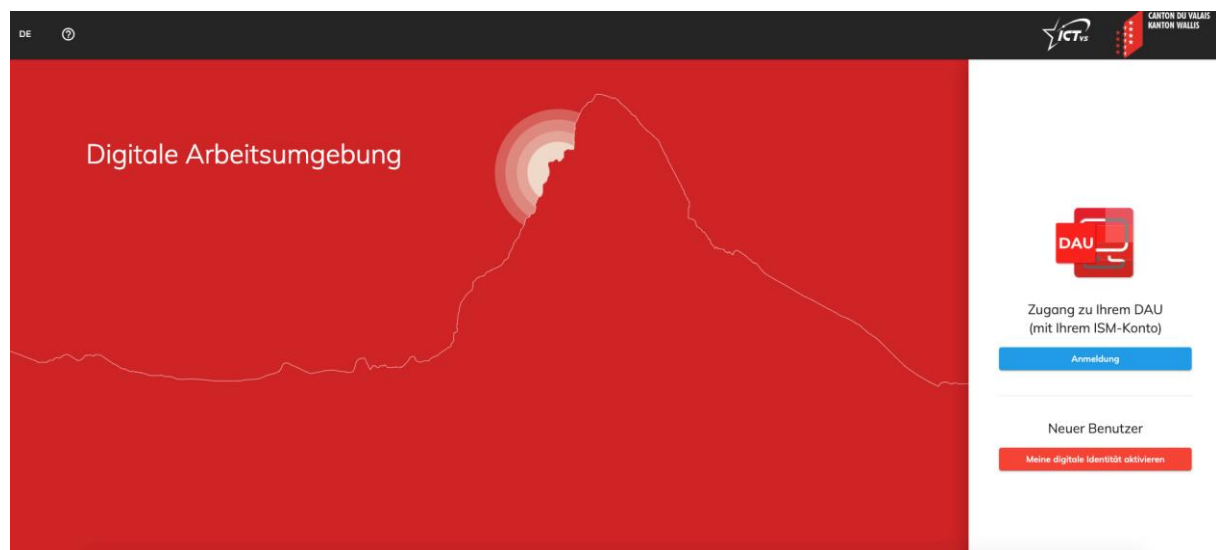 DE
ICT VS
CANTON DU VALAIS
KANTON WALLIS
Digitale Arbeitsumgebung
DAU
Zugang zu Ihrem DAU
(mit Ihrem ISM-Konto)
Anmeldung
Neuer Benutzer
Meine digitale Identität aktivieren